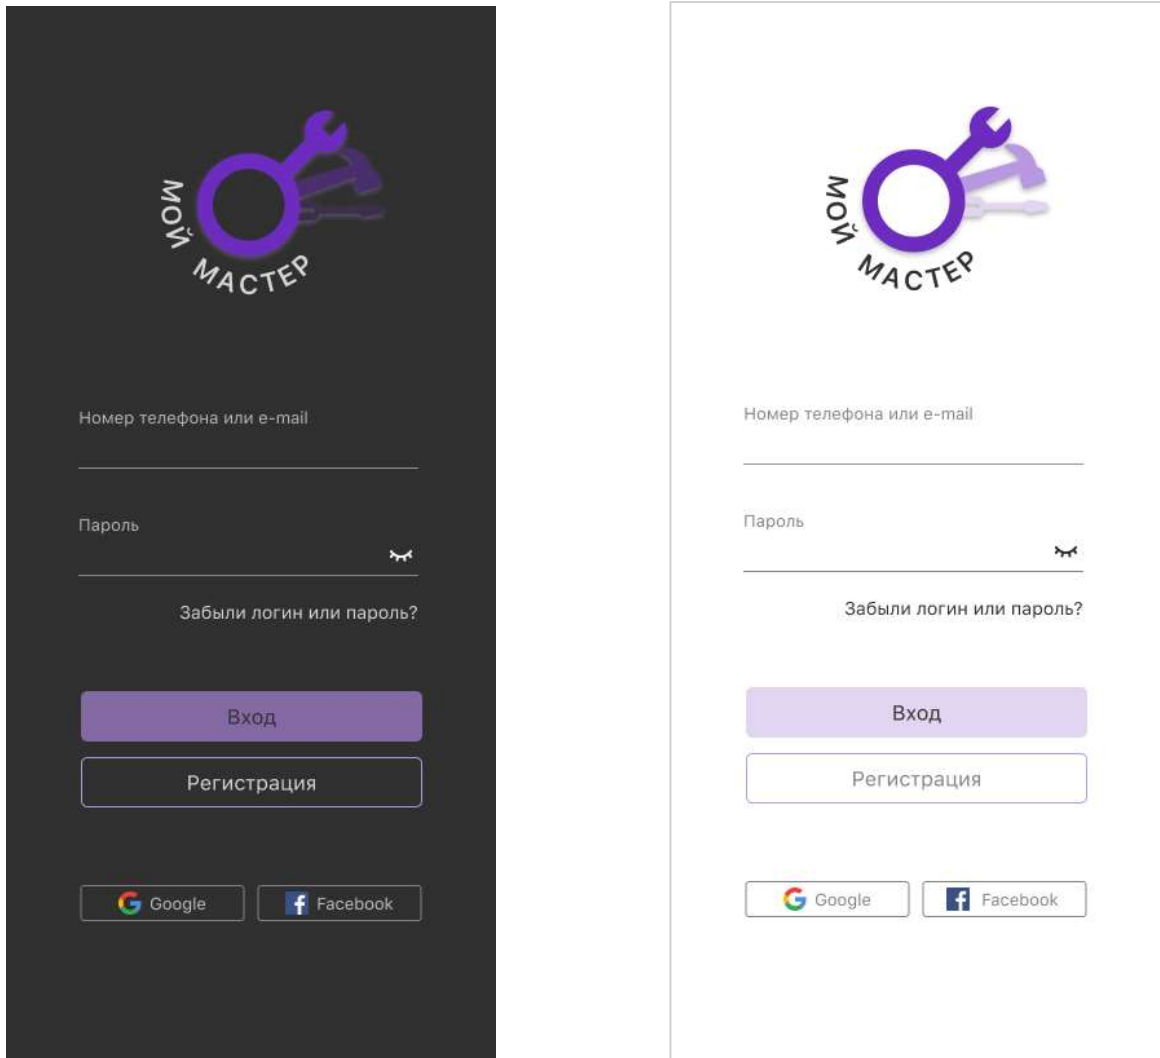 МОЙ МАСТЕР
Номер телефона или e-mail
Пароль
Забыли логин или пароль?
Вход
Регистрация
Google
Facebook
МОЙ МАСТЕР
Номер телефона или e-mail
Пароль
Забыли логин или пароль?
Вход
Регистрация
Google
Facebook